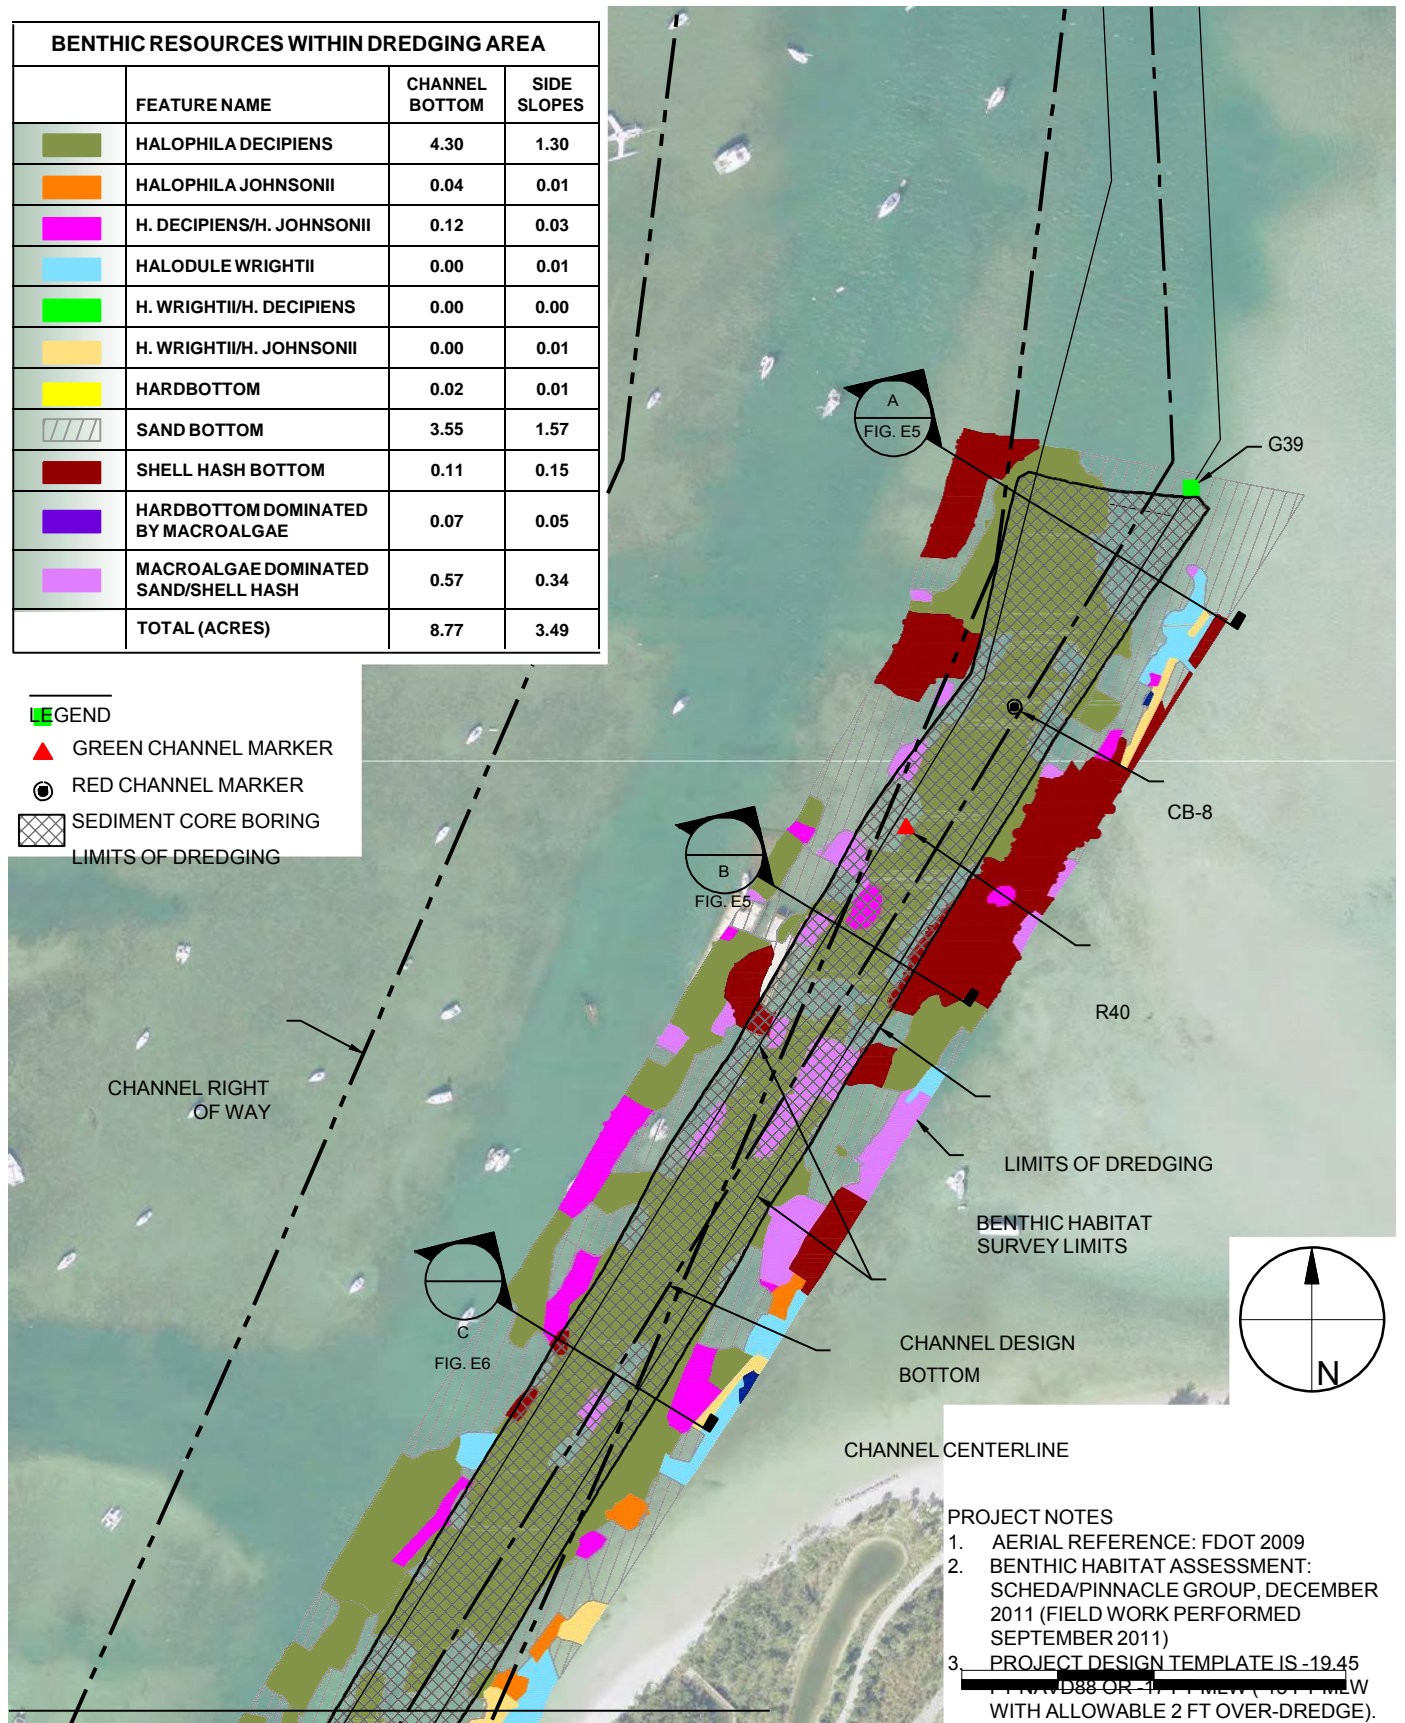 BENTHIC RESOURCES WITHIN DREDGING AREA
FEATURE NAME CHANNEL BOTTOM SIDE SLOPES
HALOPHILA DECIPIENS 4.30 1.30
HALOPHILA JOHNSONII 0.04 0.01
H. DECIPIENS/H. JOHNSONII 0.12 0.03
HALODULE WRIGHTII 0.00 0.01
H. WRIGHTII/H. DECIPIENS 0.00 0.00
H. WRIGHTII/H. JOHNSONII 0.00 0.01
HARDBOTTOM 0.02 0.01
SAND BOTTOM 3.55 1.57
SHELL HASH BOTTOM 0.11 0.15
HARDBOTTOM DOMINATED
BY MACROALGAE 0.07 0.05
MACROALGAE DOMINATED
SAND/SHELL HASH 0.57 0.34
TOTAL (ACRES) 8.77 3.49
LEGEND
GREEN CHANNEL MARKER
RED CHANNEL MARKER
SEDIMENT CORE BORING
LIMITS OF DREDGING
A
FIG. E5
G39
CB-8
B
FIG. E5
R40
CHANNEL RIGHT
OF WAY
LIMITS OF DREDGING
BENTHIC HABITAT
SURVEY LIMITS
C
FIG. E6
CHANNEL DESIGN
BOTTOM
N
CHANNEL CENTERLINE
PROJECT NOTES
1. AERIAL REFERENCE: FDOT 2009
2. BENTHIC HABITAT ASSESSMENT:
SCHEDA/PINNACLE GROUP, DECEMBER
2011 (FIELD WORK PERFORMED
SEPTEMBER 2011)
3. PROJECT DESIGN TEMPLATE IS -19.45
NAVD88 OR MLW
WITH ALLOWABLE 2 FT OVER-DREDGE).